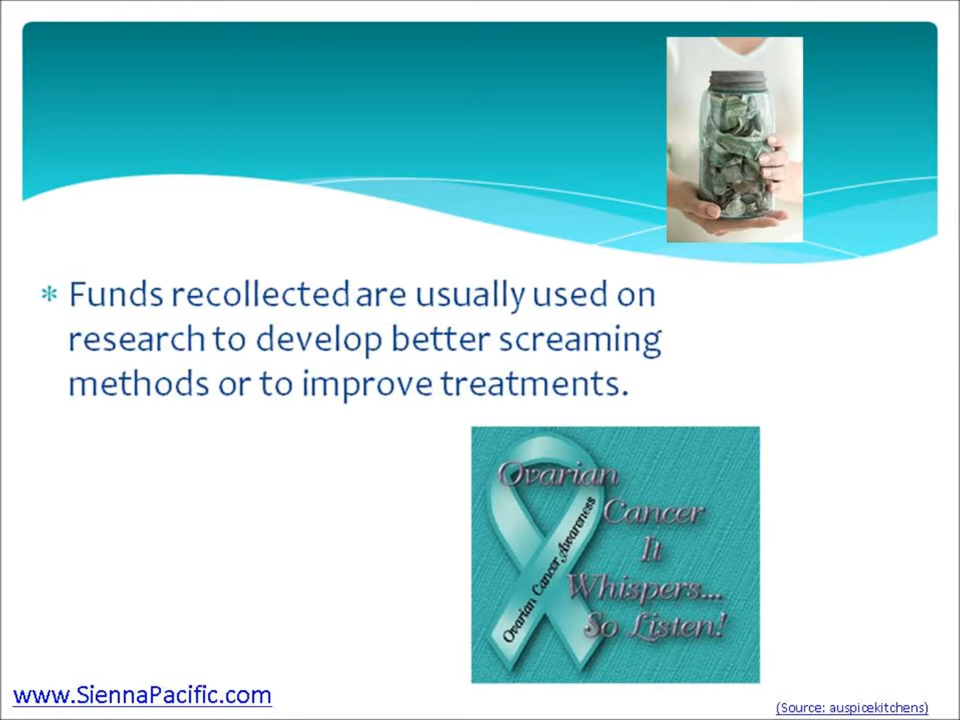 * Funds recollected are usually used on
research to develop better screaming
methods or to improve treatments.
Ovarian
Cancer
It
Whispers...
So Listen!
Ovarian Cancer Awareness
www.SiennaPacific.com
(Source: auspicekitchens)